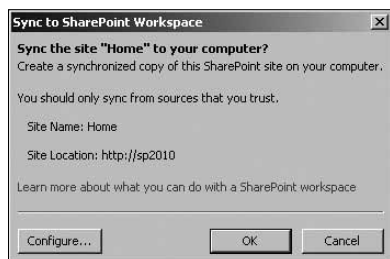 Sync to SharePoint Workspace
Sync the site "Home" to your computer?
Create a synchronized copy of this SharePoint site on your computer.
You should only sync from sources that you trust.
Site Name: Home
Site Location: http://sp2010
Learn more about what you can do with a SharePoint workspace
Configure... OK Cancel